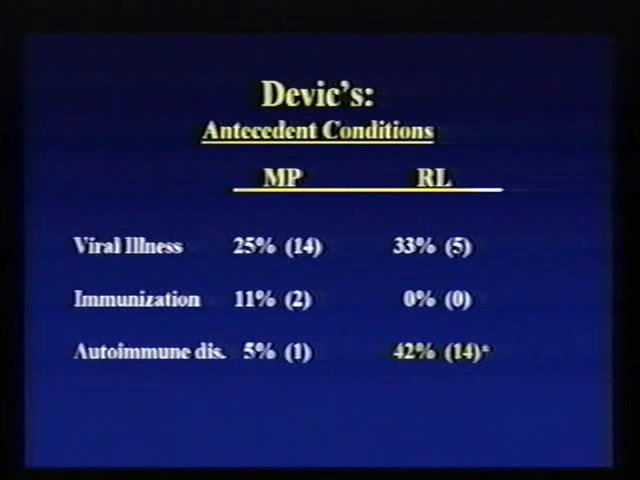 Devic's:
Antecedent Conditions
MP RL
Viral Illness 25% (14) 33% (5)
Immunization 11% (2) 0% (0)
Autoimmune dis. 5% (1) 42% (14)*